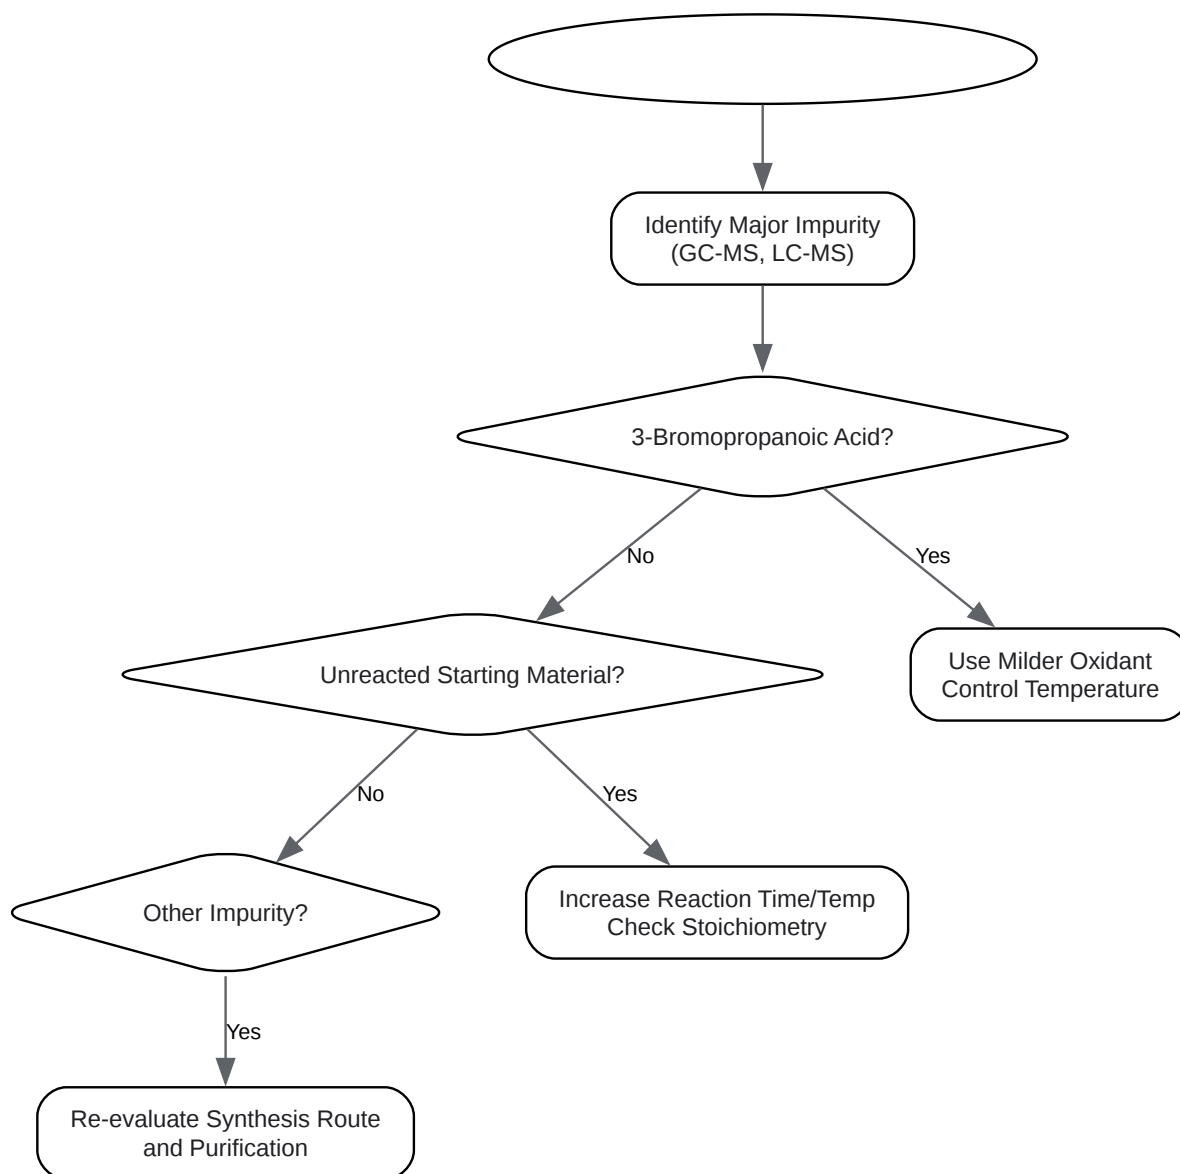 Identify Major Impurity
(GC-MS, LC-MS)
3-Bromopropanoic Acid?
No
Yes
Unreacted Starting Material?
Use Milder Oxidant
Control Temperature
No
Yes
Other Impurity?
Increase Reaction Time/Temp
Check Stoichiometry
Yes
Re-evaluate Synthesis Route
and Purification